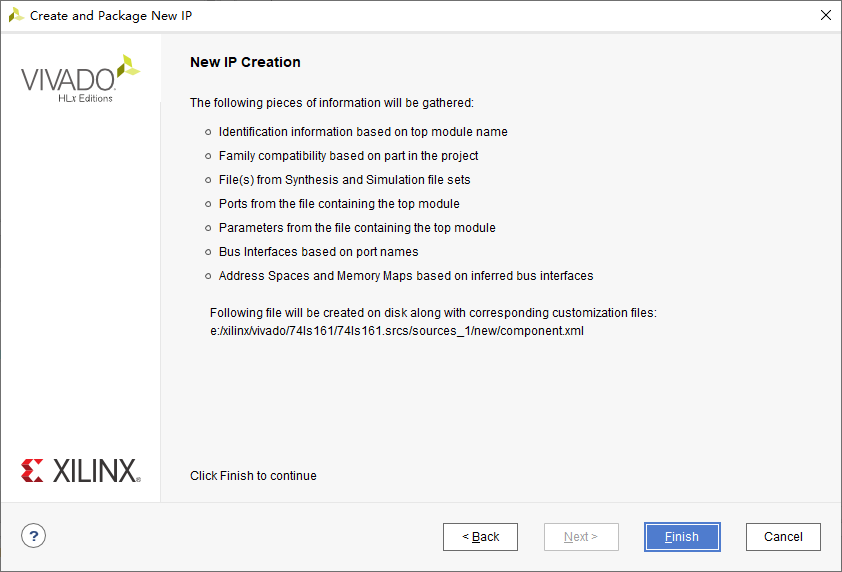 Create and Package New IP
VIVADO
HLx Editions
New IP Creation
The following pieces of information will be gathered:
Identification information based on top module name
Family compatibility based on part in the project
File(s) from Synthesis and Simulation file sets
Ports from the file containing the top module
Parameters from the file containing the top module
Bus Interfaces based on port names
Address Spaces and Memory Maps based on inferred bus interfaces
Following file will be created on disk along with corresponding customization files:
e:/xilinx/vivado/74ls161/74ls161.srcs/sources_1/new/component.xml
XILINX®
Click Finish to continue
?
< Back
Next >
Finish
Cancel